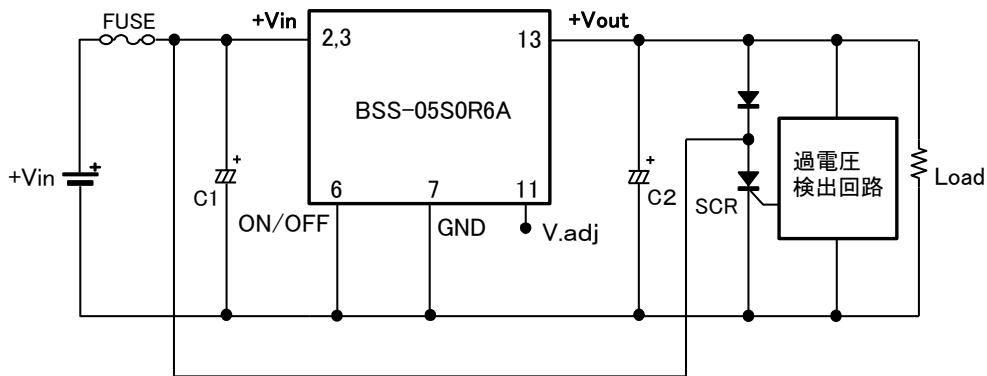 FUSE
+Vin
2,3
13
+Vout
BSS-05S0R6A
+Vin
+
+
C1
6
7
11
ON/OFF
GND
V.adj
+
C2
SCR
過電圧
検出回路
Load